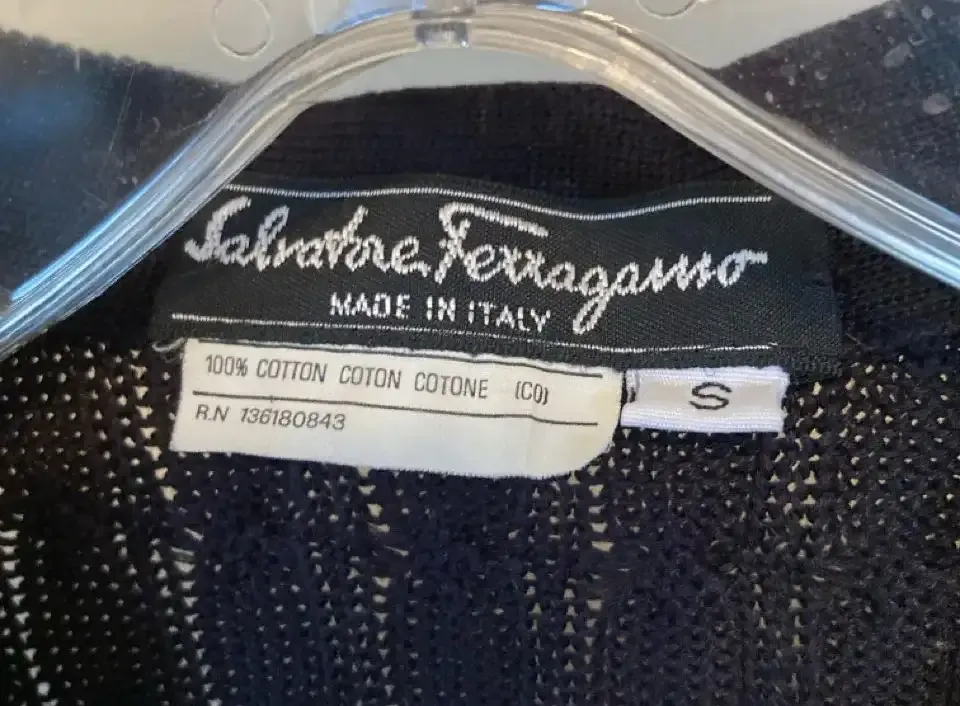 Salvatore Ferragamo
MADE IN ITALY
100% COTTON COTON COTONE (CO)
R.N 136180843
S